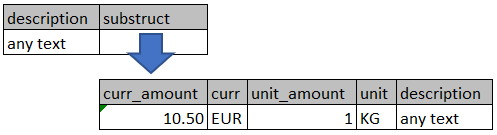 description substruct
any text
curr_amount curr unit_amount unit description
10.50 EUR 1 KG any text